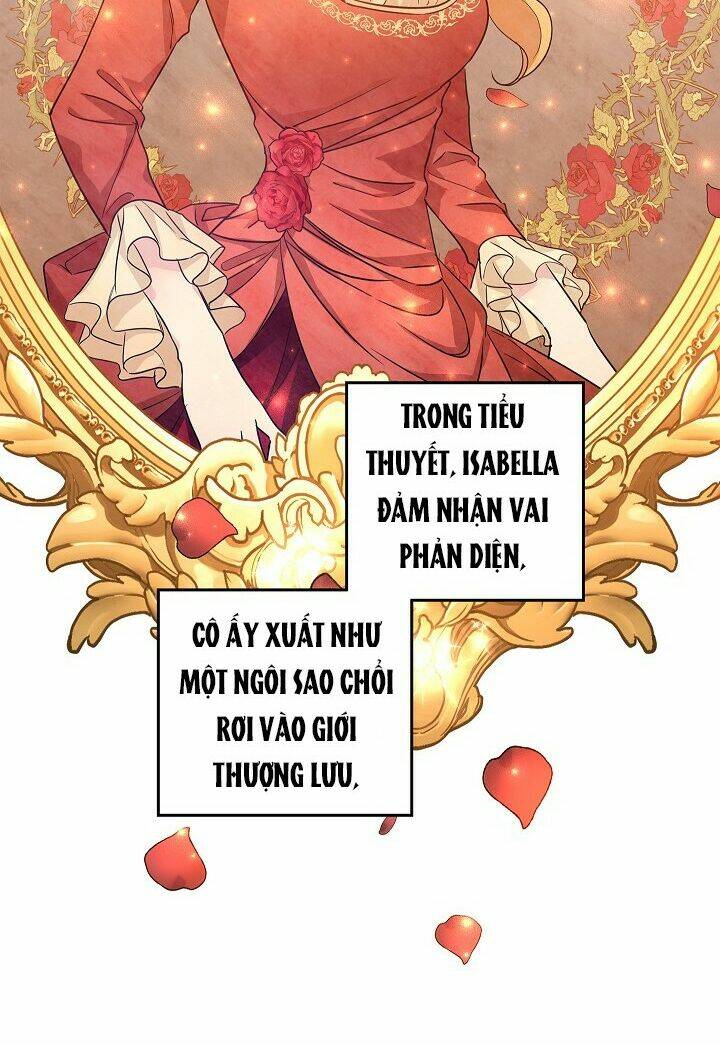 TRONG TIỂU
THUYẾT, ISABELLA
ĐẢM NHẬN VAI
PHẢN DIỆN,
CÔ ẤY XUẤT NHƯ
MỘT NGÔI SAO CHỔI
RƠI VÀO GIỚI
THƯỢNG LƯU,